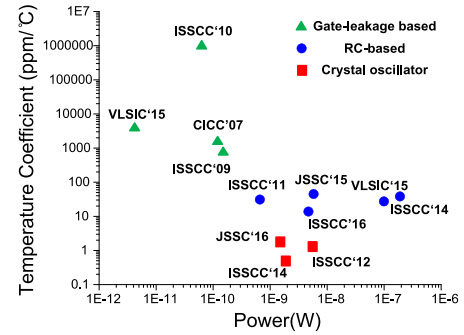 Gate-leakage based
RC-based
Crystal oscillator
Temperature Coefficient (ppm/℃)
1000000
100000
10000
1000
100
10
1
0.1
ISSCC‘10
VLSIC‘15
CICC’07
ISSCC‘09
ISSCC‘11
JSSC‘15
VLSIC‘15
ISSCC‘14
ISSCC‘16
JSSC‘16
ISSCC‘12
ISSCC‘14
1E-12 1E-11 1E-10 1E-9 1E-8 1E-7 1E-6
Power(W)